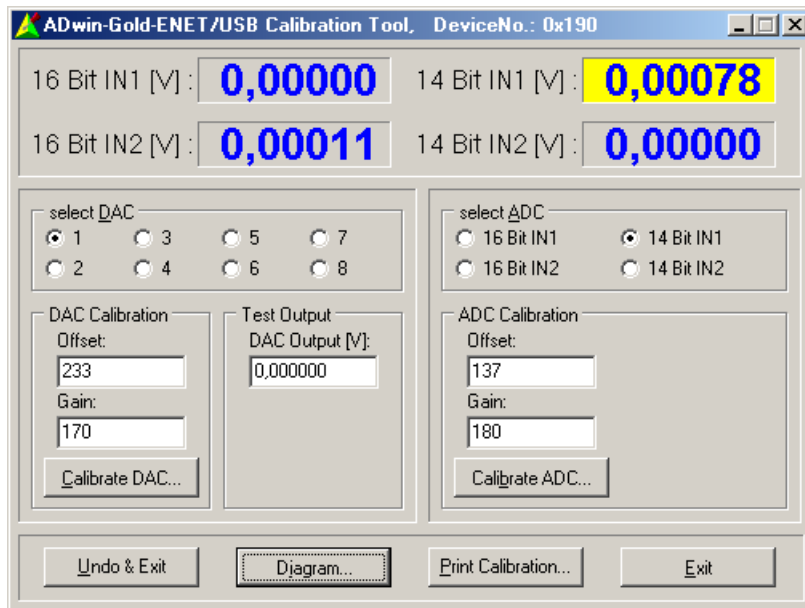 ADwin-Gold-ENET/USB Calibration Tool, DeviceNo.: 0x190
16 Bit IN1 [V] : 0,00000 14 Bit IN1 [V] : 0,00078
16 Bit IN2 [V] : 0,00011 14 Bit IN2 [V] : 0,00000
select DAC
1 3 5 7
2 4 6 8
select ADC
16 Bit IN1 14 Bit IN1
16 Bit IN2 14 Bit IN2
DAC Calibration
Offset:
233
Gain:
170
Calibrate DAC...
Test Output
DAC Output [V]:
0,000000
ADC Calibration
Offset:
137
Gain:
180
Calibrate ADC...
Undo & Exit Diagram... Print Calibration... Exit